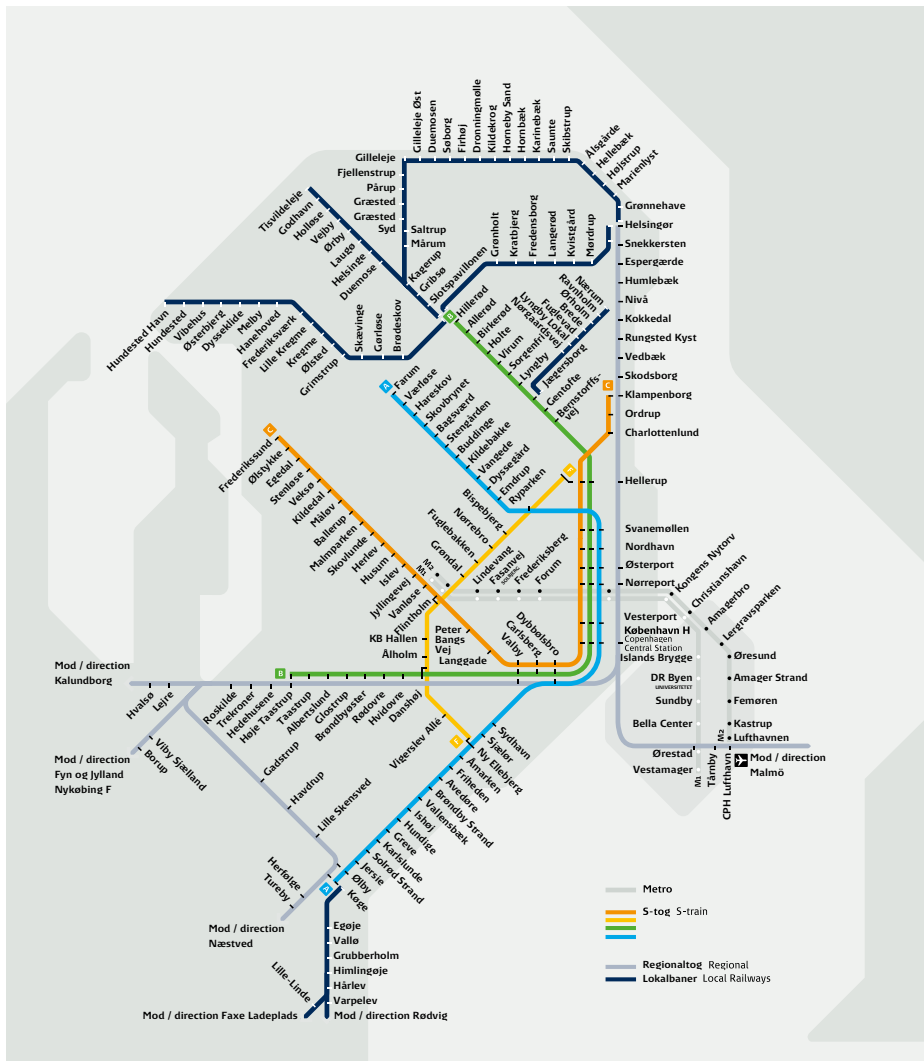 Gilleleje Øst
Duemosen
Søborg
Firhøj
Dronningmølle
Kildekrog
Horneby Sand
Hornbæk
Karinebæk
Saunte
Skibstrup
Ålsgårde
Hellebæk
Højstrup
Marienlyst
Gilleleje
Fjellenstrup
Pårup
Græsted
Græsted
Syd
Saltrup
Mårum
Kagerup
Gribsø
Slotspavillonen
Tisvildeleje
Godhavn
Holløse
Vejby
Ørby
Laugø
Helsinge
Duemose
Grønholt
Kratbjerg
Fredensborg
Langerød
Kvistgård
Mørdrup
Grønnehave
Helsingør
Snekkersten
Espergærde
Humlebæk
Nivå
Kokkedal
Rungsted Kyst
Vedbæk
Skodsborg
Klampenborg
Ordrup
Charlottenlund
Hellerup
Svanemøllen
Nordhavn
Østerport
Nørreport
Vesterport
København H
Copenhagen
Central Station
Hundested Havn
Hundested
Vibehus
Østerbjerg
Dysseklide
Melby
Hanehoved
Frederiksværk
Lille Kregme
Kregme
Ølsted
Grimstrup
Skævinge
Gørløse
Brødeskov
B
Hillerød
Allerød
Birkerød
Holte
Virum
Sorgenfri
Lyngby
Jægersborg
Gentofte
Bernstorffs-
vej
Nærum
Ravnholm
Ørholm
Brede
Fuglevad
Lyngby Lokal
Nørgaardsvej
A
Farum
Værløse
Hareskov
Skovbrynet
Bagsværd
Stengården
Buddinge
Kildebakke
Vangede
Dyssegård
Emdrup
Ryparken
Bispebjerg
Nørrebro
Fuglebakken
Grøndal
C
C
Frederikssund
Ølstykke
Egedal
Stenløse
Veksø
Kildedal
Måløv
Ballerup
Malmparken
Skovlunde
Herlev
Husum
Islev
Jyllingevej
Vanløse
Flintholm
M1
M2
Lindevang
Fasanvej
Frederiksberg
Forum
KB Hallen
Ålholm
Peter
Bangs
Vej
Langgade
Valby
Carlsberg
Dybbølsbro
Kongens Nytorv
Christianshavn
Amagerbro
Lergravsparken
Øresund
Amager Strand
Femøren
Kastrup
M2
Lufthavnen
Islands Brygge
DR Byen
UNIVERSITETET
Sundby
Bella Center
Ørestad
Vestamager
M1
Tårnby
CPH Lufthavn
Mod / direction
Malmö
Mod / direction
Kalundborg
Hvalsø
Lejre
Roskilde
Trekroner
Hedehusene
B
Høje Taastrup
Taastrup
Albertslund
Glostrup
Brøndbyøster
Rødovre
Hvidovre
Danshøj
Mod / direction
Fyn og Jylland
Nykøbing F
Viby Sjælland
Borup
Gadstrup
Havdrup
Lille Skensved
Vigerslev Allé
Sydhavn
Sjælør
Ny Ellebjerg
Åmarken
Friheden
Avedøre
Brøndby Strand
Vallensbæk
Ishøj
Hundige
Greve
Karlslunde
Solrød Strand
Jersie
Ølby
Køge
A
Herfølge
Tureby
Mod / direction
Næstved
Egøje
Vallø
Grubberholm
Himlingøje
Hårlev
Varpelev
Lille-Linde
Mod / direction Faxe Ladeplads
Mod / direction Rødvig
Metro
S-tog S-train
Regionaltog Regional
Lokalbaner Local Railways